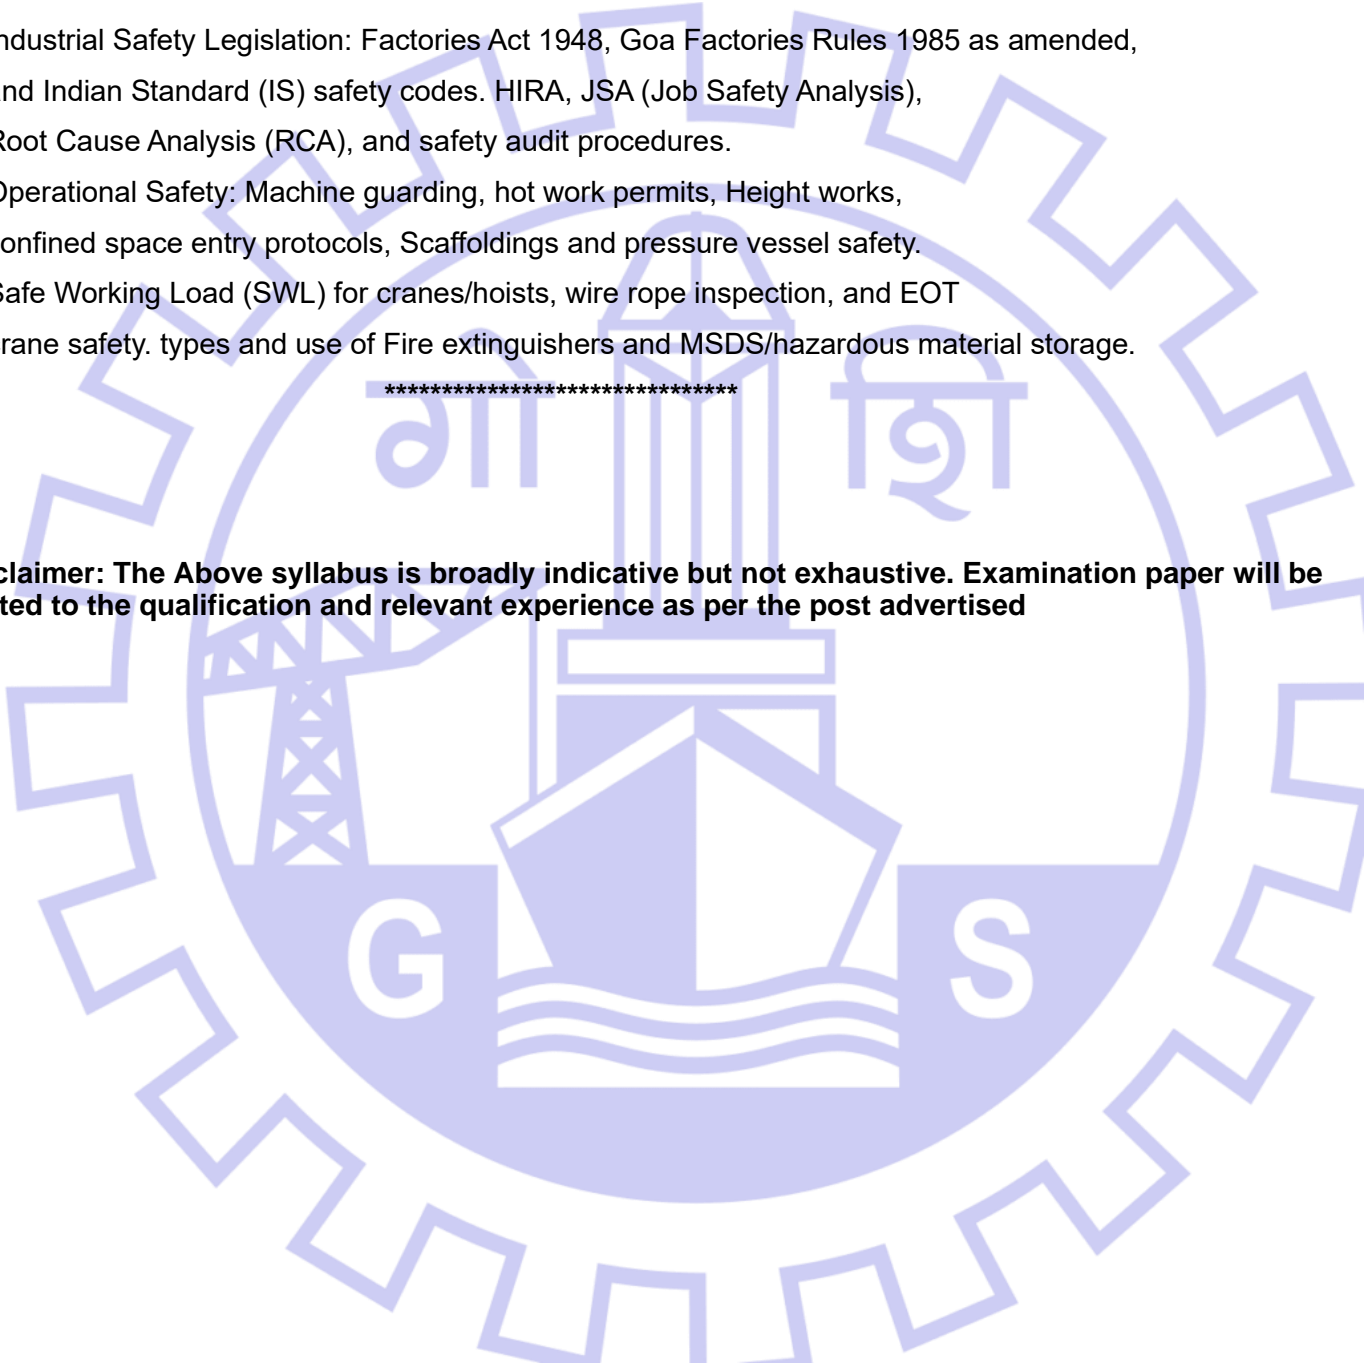 ndustrial Safety Legislation: Factories Act 1948, Goa Factories Rules 1985 as amended,
nd Indian Standard (IS) safety codes. HIRA, JSA (Job Safety Analysis),
Root Cause Analysis (RCA), and safety audit procedures.
Operational Safety: Machine guarding, hot work permits, Height works,
onfined space entry protocols, Scaffoldings and pressure vessel safety.
Safe Working Load (SWL) for cranes/hoists, wire rope inspection, and EOT
rane safety. types and use of Fire extinguishers and MSDS/hazardous material storage.
*******************************
गो शि
claimer: The Above syllabus is broadly indicative but not exhaustive. Examination paper will be
ted to the qualification and relevant experience as per the post advertised
G S